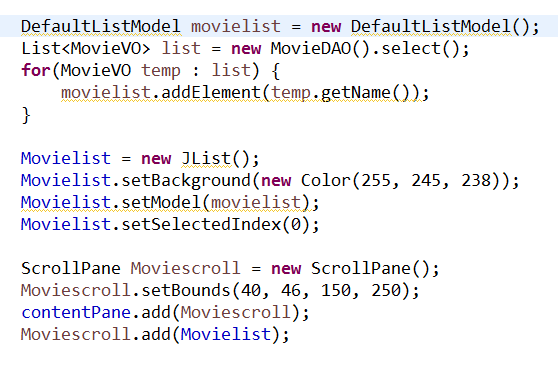 DefaultListModel movielist = new DefaultListModel();
List<MovieVO> list = new MovieDAO().select();
for(MovieVO temp : list) {
    movielist.addElement(temp.getName());
}

Movielist = new JList();
Movielist.setBackground(new Color(255, 245, 238));
Movielist.setModel(movielist);
Movielist.setSelectedIndex(0);

ScrollPane Moviescroll = new ScrollPane();
Moviescroll.setBounds(40, 46, 150, 250);
contentPane.add(Moviescroll);
Moviescroll.add(Movielist);